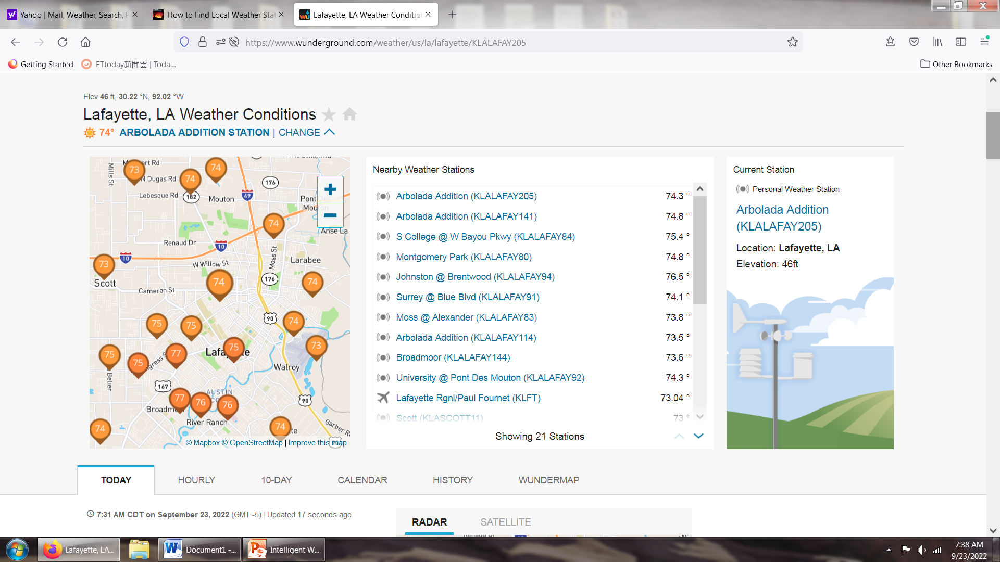 Yahoo | Mail, Weather, Search, P
How to Find Local Weather Stat
Lafayette, LA Weather Condition
https://www.wunderground.com/weather/us/la/lafayette/KLALAFAY205
Getting Started
ETtoday新聞雲 | Toda...
Other Bookmarks
Elev 46 ft, 30.22 °N, 92.02 °W
Lafayette, LA Weather Conditions
74° ARBOLADA ADDITION STATION | CHANGE
73
74
74
Mills St
N Dugas Rd
Lebesque Rd
182
Mouton
49
176
Pont Des
74
+
−
Anse La
Renaud Dr
10
10
73
Scott
W Willow St
Moss St
Larabee
74
176
74
Cameron St
75
75
90
74
73
75
75
77
75
Walroy
Belier
167
AUSTIN
77
76
76
90
River Ranch
74
74
Garber R
© Mapbox © OpenStreetMap | Improve this map
Nearby Weather Stations
Arbolada Addition (KLALAFAY205) 74.3 °
Arbolada Addition (KLALAFAY141) 74.8 °
S College @ W Bayou Pkwy (KLALAFAY84) 75.4 °
Montgomery Park (KLALAFAY80) 74.8 °
Johnston @ Brentwood (KLALAFAY94) 76.5 °
Surrey @ Blue Blvd (KLALAFAY91) 74.1 °
Moss @ Alexander (KLALAFAY83) 73.8 °
Arbolada Addition (KLALAFAY114) 73.5 °
Broadmoor (KLALAFAY144) 73.6 °
University @ Pont Des Mouton (KLALAFAY92) 74.3 °
Lafayette Rgnl/Paul Fournet (KLFT) 73.04 °
Scott (KLASCOTT11) 73 °
Showing 21 Stations
Current Station
Personal Weather Station
Arbolada Addition
(KLALAFAY205)
Location: Lafayette, LA
Elevation: 46ft
TODAY
HOURLY
10-DAY
CALENDAR
HISTORY
WUNDERMAP
7:31 AM CDT on September 23, 2022 (GMT -5) | Updated 17 seconds ago
RADAR
SATELLITE
Lafayette, LA...
Document1 -...
Intelligent W...
7:38 AM
9/23/2022